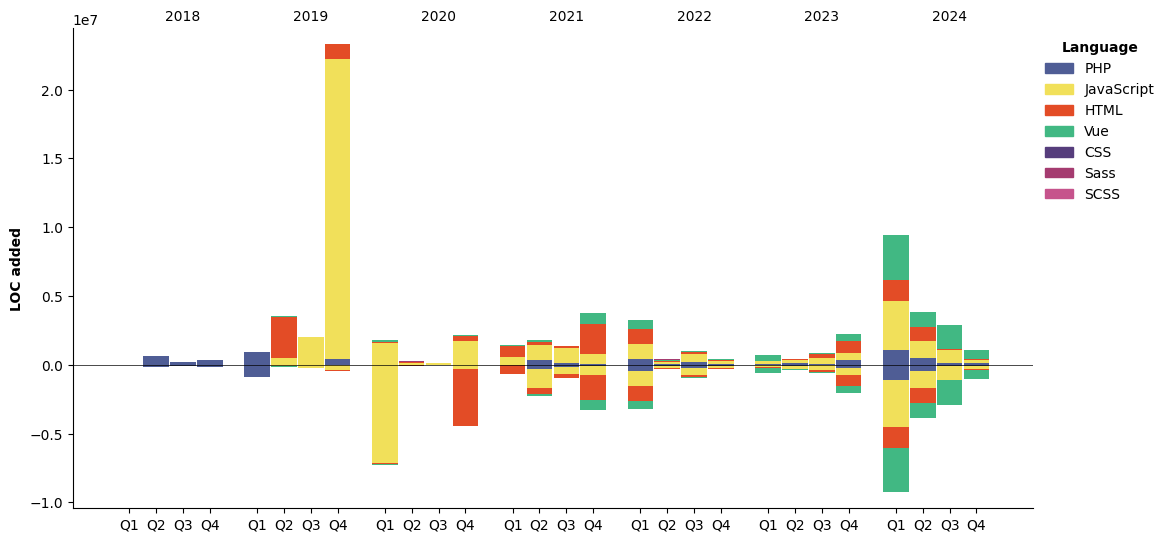 1e7
2018 2019 2020 2021 2022 2023 2024
Language
PHP
JavaScript
HTML
Vue
CSS
Sass
SCSS
LOC added
2.0
1.5
1.0
0.5
0.0
−0.5
−1.0
Q1 Q2 Q3 Q4 Q1 Q2 Q3 Q4 Q1 Q2 Q3 Q4 Q1 Q2 Q3 Q4 Q1 Q2 Q3 Q4 Q1 Q2 Q3 Q4 Q1 Q2 Q3 Q4